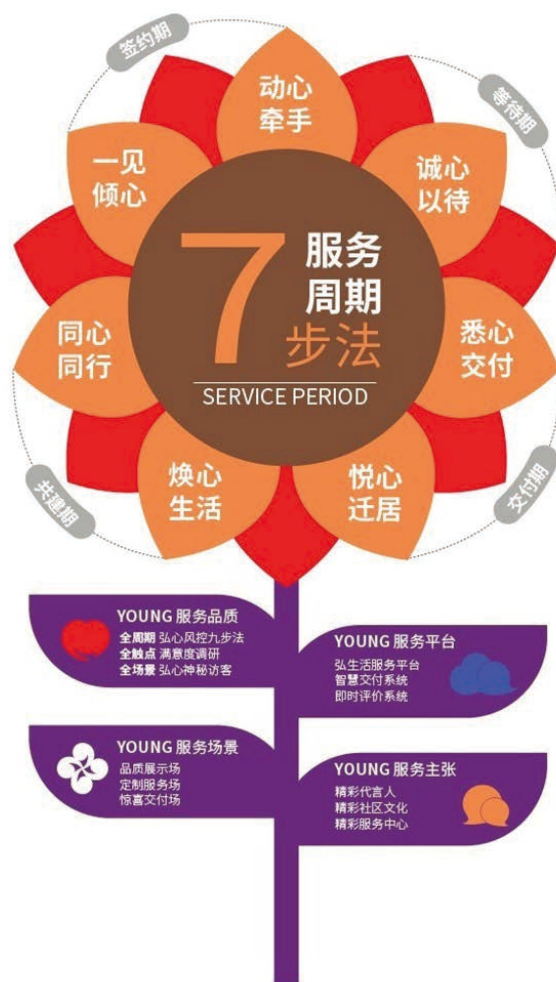 签约期
等待期
动心
牵手
一见
倾心
诚心
以待
7
服务
周期
步法
SERVICE PERIOD
同心
同行
悉心
交付
焕心
生活
悦心
迁居
共建期
交付期
YOUNG 服务品质
全周期 弘心风控九步法
全触点 满意度调研
全场景 弘心神秘访客
YOUNG 服务平台
弘生活服务平台
智慧交付系统
即时评价系统
YOUNG 服务场景
品质展示场
定制服务场
惊喜交付场
YOUNG 服务主张
精彩代言人
精彩社区文化
精彩服务中心